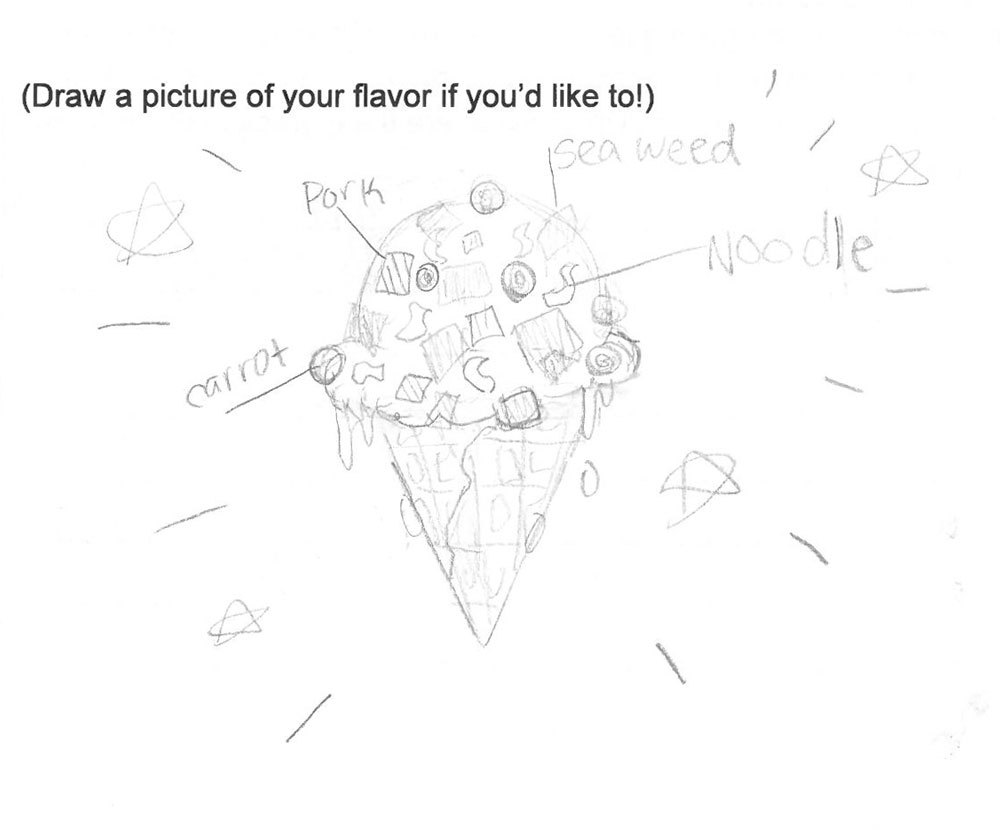 (Draw a picture of your flavor if you'd like to!)
sea weed
Pork
Noodle
carrot